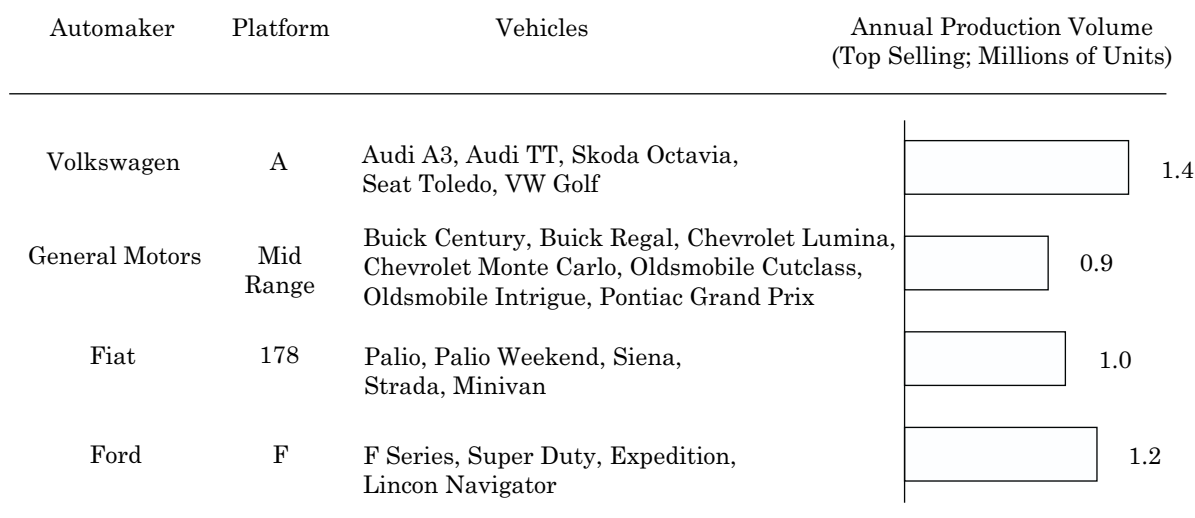 Automaker Platform Vehicles Annual Production Volume
(Top Selling; Millions of Units)
Volkswagen A Audi A3, Audi TT, Skoda Octavia,
Seat Toledo, VW Golf
1.4
General Motors Mid
Range
Buick Century, Buick Regal, Chevrolet Lumina,
Chevrolet Monte Carlo, Oldsmobile Cutclass,
Oldsmobile Intrigue, Pontiac Grand Prix
0.9
Fiat 178 Palio, Palio Weekend, Siena,
Strada, Minivan
1.0
Ford F F Series, Super Duty, Expedition,
Lincon Navigator
1.2